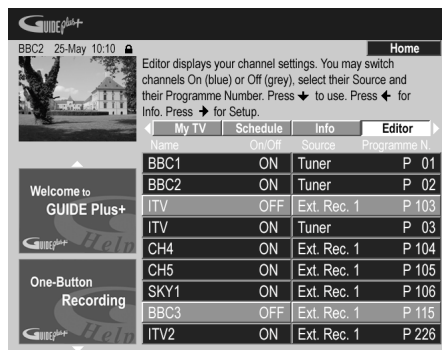 GUIDE plus+
BBC2 25-May 10:10
Home
Editor displays your channel settings. You may switch
channels On (blue) or Off (grey), select their Source and
their Programme Number. Press to use. Press for
Info. Press for Setup.
My TV Schedule Info Editor
Name On/Off Source Programme N.
BBC1 ON Tuner P 01
BBC2 ON Tuner P 02
ITV OFF Ext. Rec. 1 P 103
ITV ON Tuner P 03
CH4 ON Ext. Rec. 1 P 104
CH5 ON Ext. Rec. 1 P 105
SKY1 ON Ext. Rec. 1 P 106
BBC3 OFF Ext. Rec. 1 P 115
ITV2 ON Ext. Rec. 1 P 226
Welcome to
GUIDE Plus+
GUIDE plus+ Help
One-Button
Recording
GUIDE plus+ Help